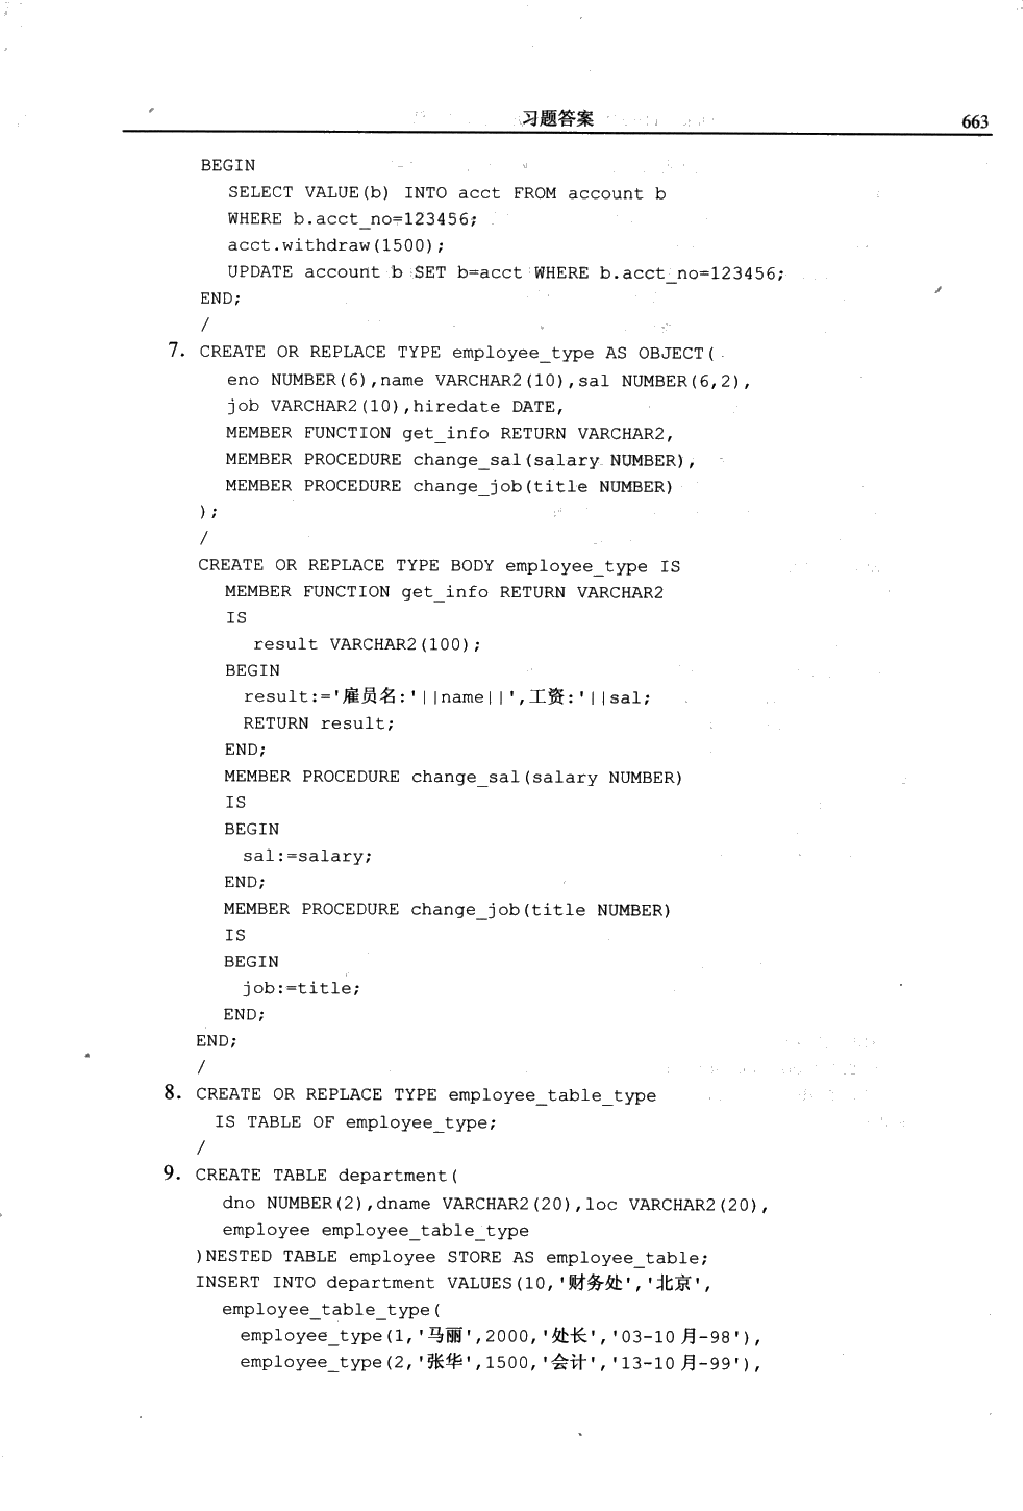 习题答案
663
BEGIN
SELECT VALUE(b) INTO acct FROM account b
WHERE b.acct_no=123456;
acct.withdraw(1500);
UPDATE account b SET b=acct WHERE b.acct_no=123456;
END;
/
7. CREATE OR REPLACE TYPE employee_type AS OBJECT(
eno NUMBER(6),name VARCHAR2(10),sal NUMBER(6,2),
job VARCHAR2(10),hiredate DATE,
MEMBER FUNCTION get_info RETURN VARCHAR2,
MEMBER PROCEDURE change_sal(salary NUMBER),
MEMBER PROCEDURE change_job(title NUMBER)
);
/
CREATE OR REPLACE TYPE BODY employee_type IS
MEMBER FUNCTION get_info RETURN VARCHAR2
IS
result VARCHAR2(100);
BEGIN
result:='雇员名:'||name||',工资:'||sal;
RETURN result;
END;
MEMBER PROCEDURE change_sal(salary NUMBER)
IS
BEGIN
sal:=salary;
END;
MEMBER PROCEDURE change_job(title NUMBER)
IS
BEGIN
job:=title;
END;
END;
/
8. CREATE OR REPLACE TYPE employee_table_type
IS TABLE OF employee_type;
/
9. CREATE TABLE department(
dno NUMBER(2),dname VARCHAR2(20),loc VARCHAR2(20),
employee employee_table_type
)NESTED TABLE employee STORE AS employee_table;
INSERT INTO department VALUES(10,'财务处','北京',
employee_table_type(
employee_type(1,'马丽',2000,'处长','03-10月-98'),
employee_type(2,'张华',1500,'会计','13-10月-99'),